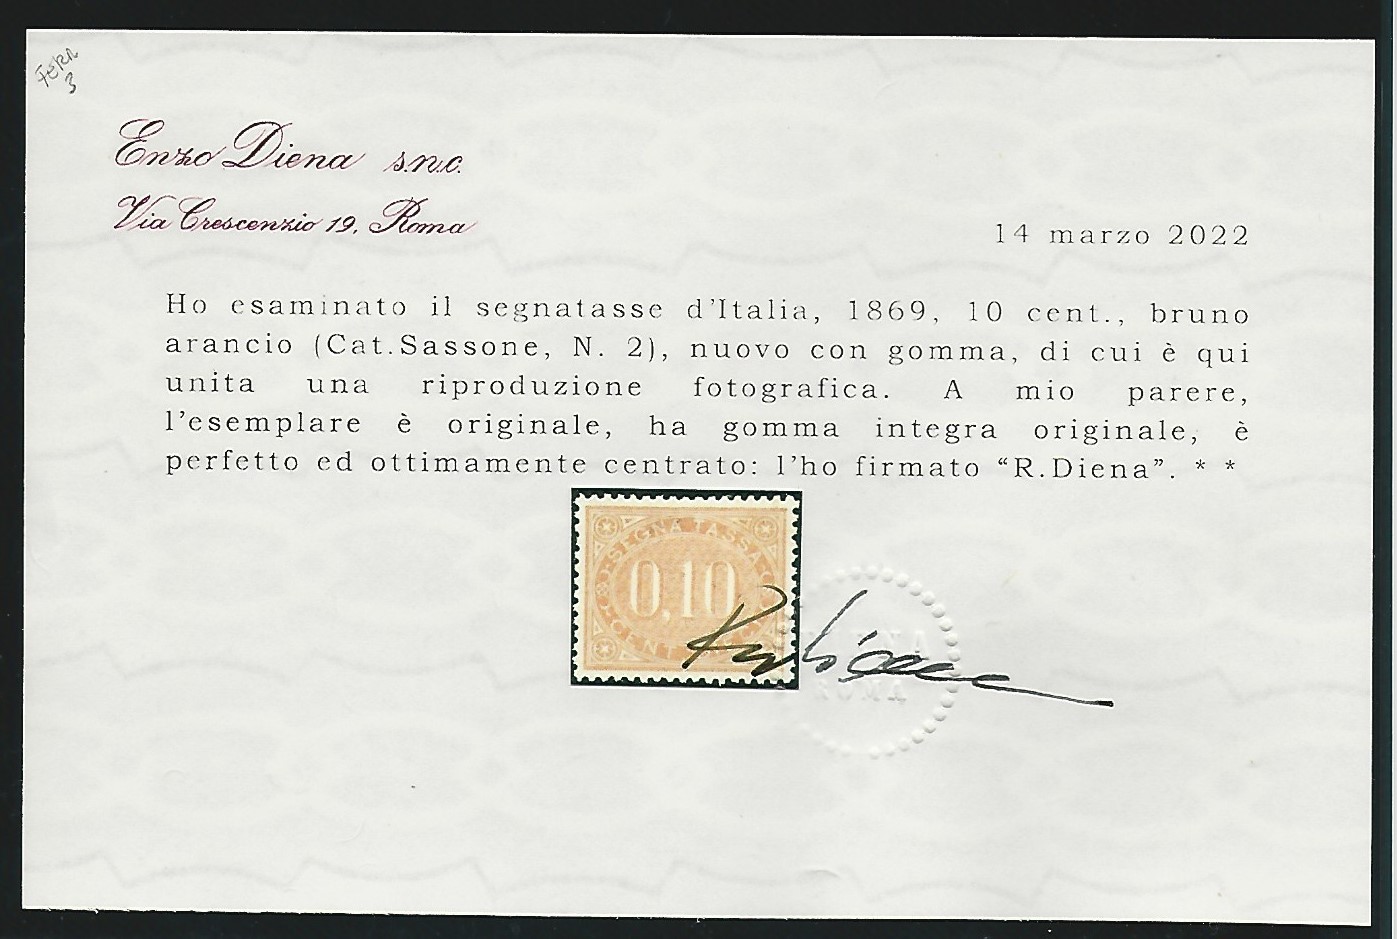 FERR
3
Enzo Diena s.n.c.
Via Crescenzio 19, Roma
14 marzo 2022
Ho esaminato il segnatasse d'Italia, 1869, 10 cent., bruno
arancio (Cat.Sassone, N. 2), nuovo con gomma, di cui è qui
unita una riproduzione fotografica. A mio parere,
l'esemplare è originale, ha gomma integra originale, è
perfetto ed ottimamente centrato: l'ho firmato “R.Diena”. * *
SEGNA TASSA
0,10